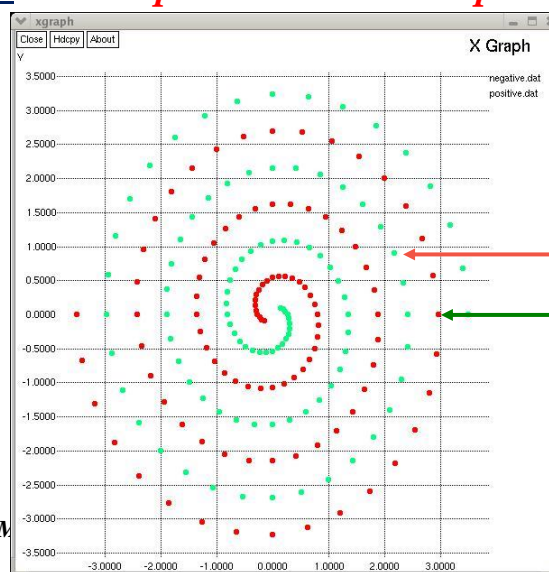 xgraph
Close Hdcpy About
X Graph
Y
negative.dat
positive.dat
3.5000
3.0000
2.5000
2.0000
1.5000
1.0000
0.5000
0.0000
-0.5000
-1.0000
-1.5000
-2.0000
-2.5000
-3.0000
-3.5000
-3.0000 -2.0000 -1.0000 0.0000 1.0000 2.0000 3.0000
M